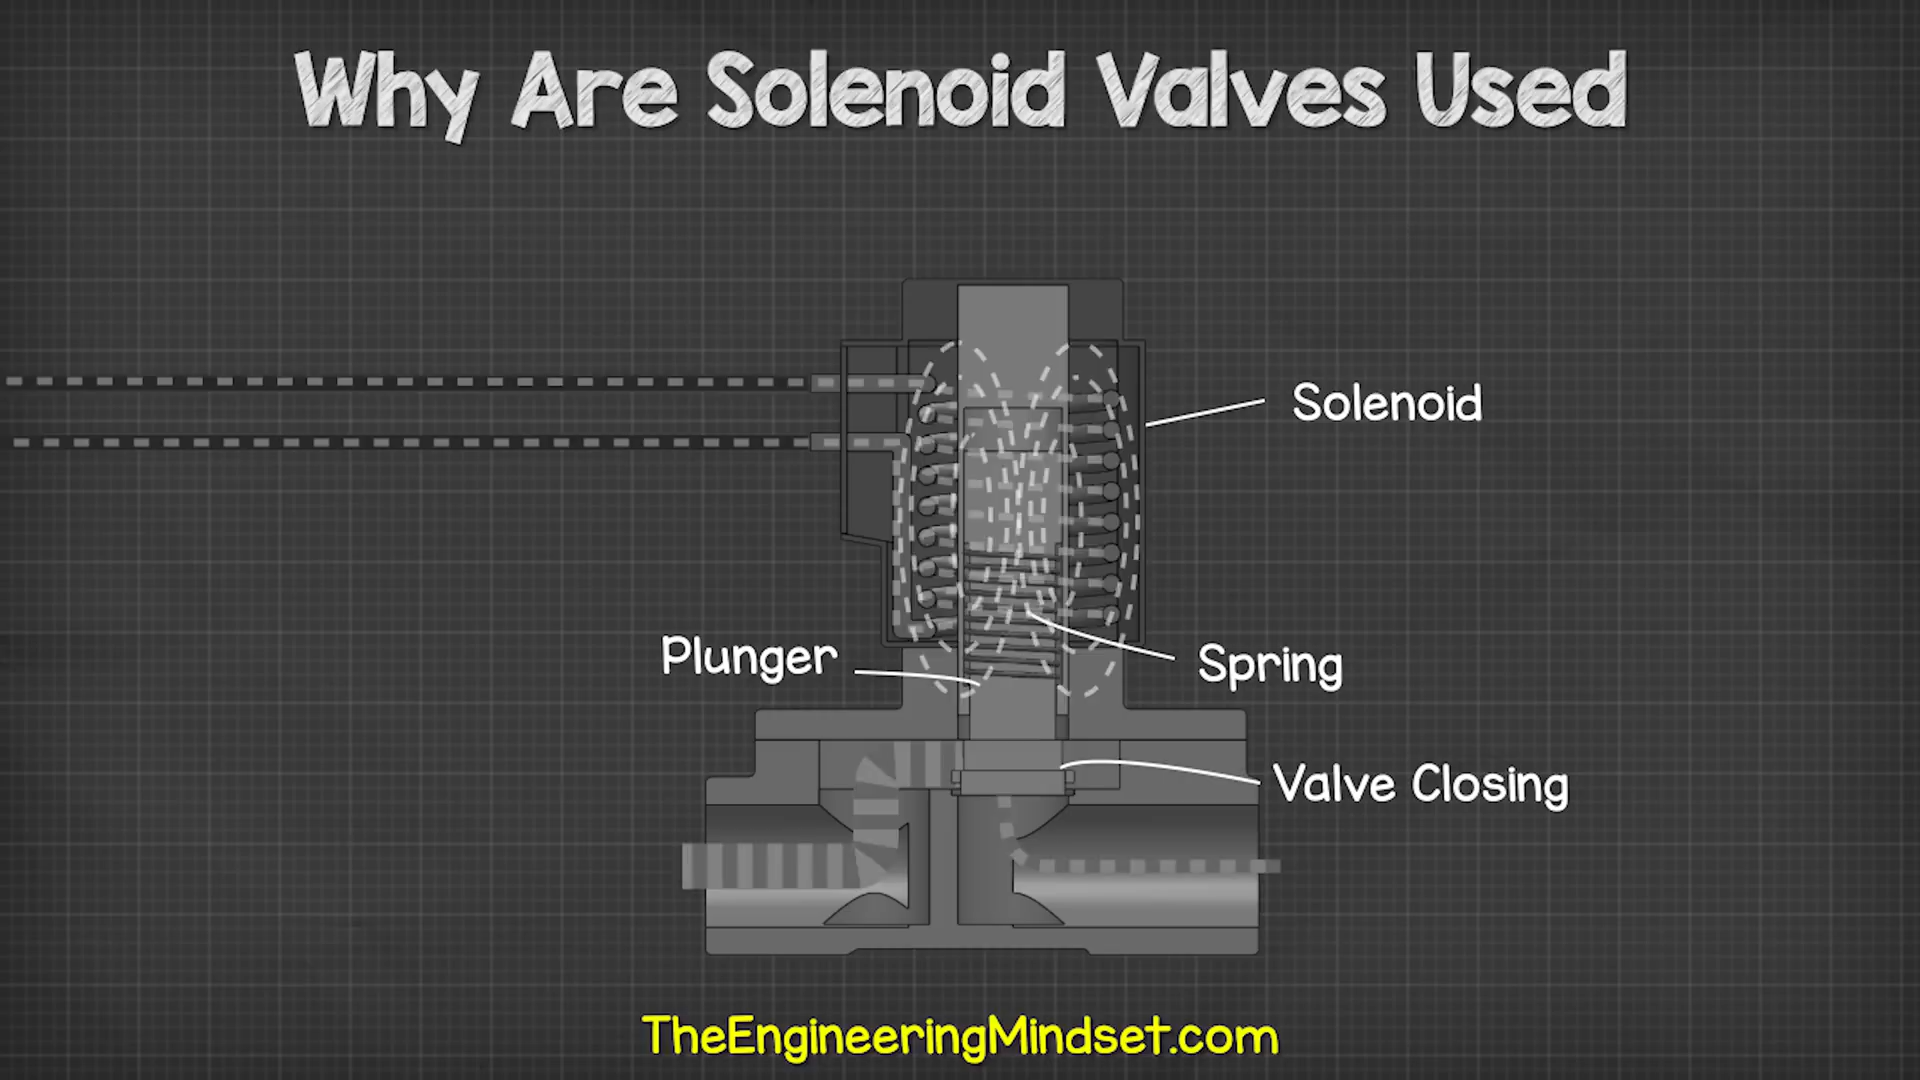 Why Are Solenoid Valves Used
Solenoid
Plunger
Spring
Valve Closing
TheEngineeringMindset.com